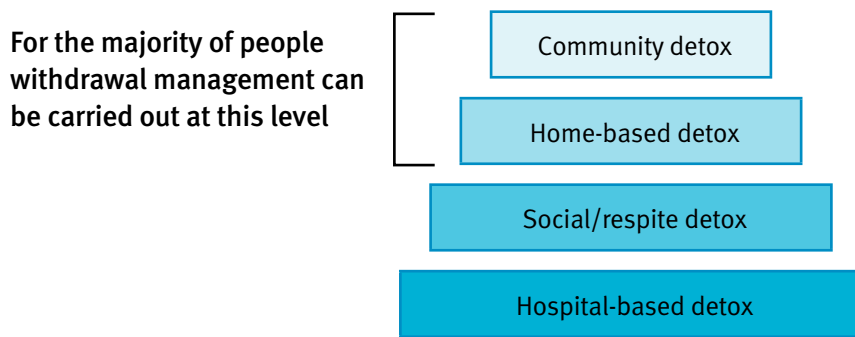 For the majority of people
withdrawal management can
be carried out at this level
Community detox
Home-based detox
Social/respite detox
Hospital-based detox